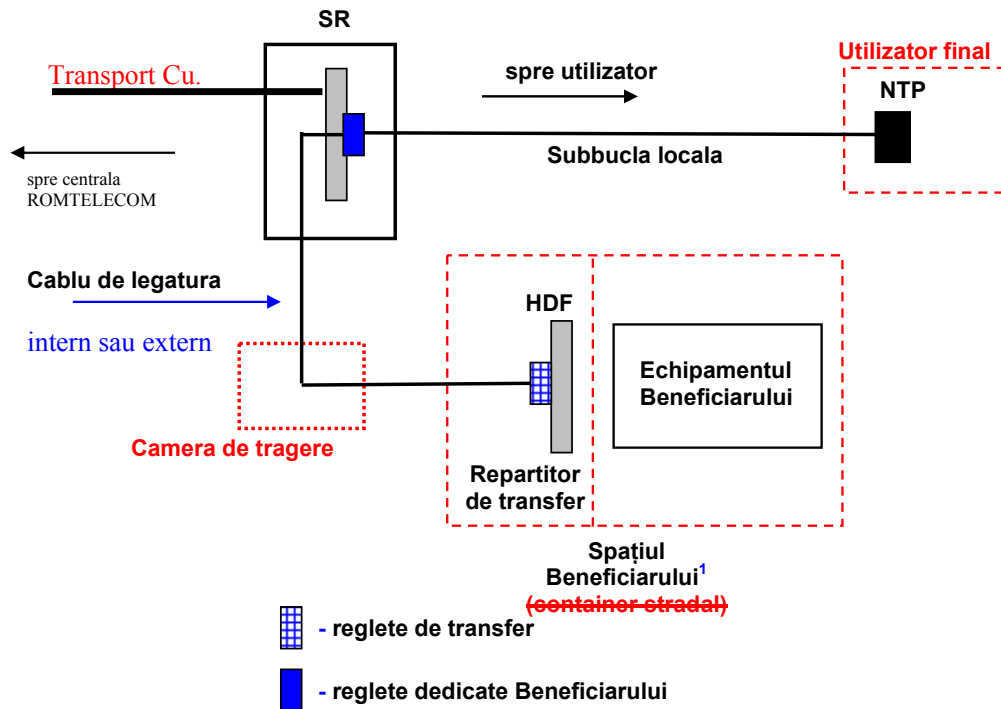 SR
Transport Cu.
spre utilizator
Utilizator final
NTP
Subbucla locala
spre centrala
ROMTELECOM
Cablu de legatura
intern sau extern
HDF
Echipamentul
Beneficiarului
Camera de tragere
Repartitor
de transfer
Spațiul
Beneficiarului¹
(container stradal)
- reglete de transfer
- reglete dedicate Beneficiarului